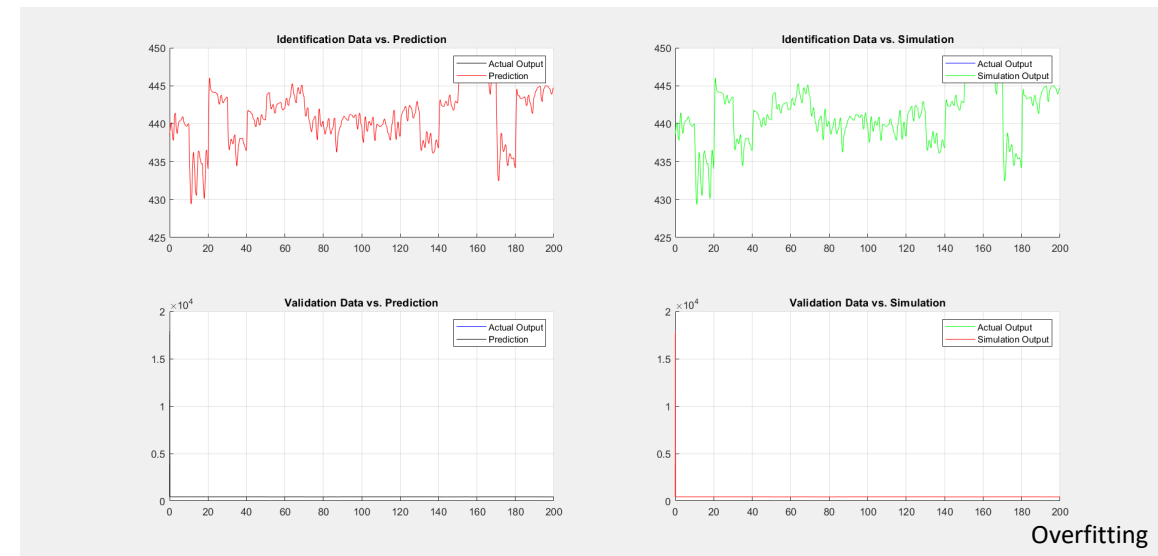 Identification Data vs. Prediction
450
445
440
435
430
425
0 20 40 60 80 100 120 140 160 180 200
Actual Output
Prediction
Identification Data vs. Simulation
450
445
440
435
430
425
0 20 40 60 80 100 120 140 160 180 200
Actual Output
Simulation Output
Validation Data vs. Prediction
×10⁴
2
1.5
1
0.5
0
0 20 40 60 80 100 120 140 160 180 200
Actual Output
Prediction
Validation Data vs. Simulation
×10⁴
2
1.5
1
0.5
0
0 20 40 60 80 100 120 140 160 180 200
Actual Output
Simulation Output
Overfitting